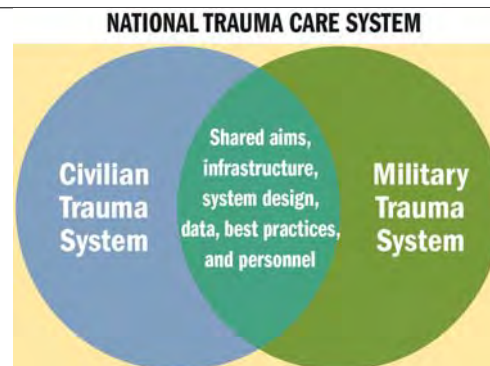 NATIONAL TRAUMA CARE SYSTEM
Civilian
Trauma
System
Shared aims,
infrastructure,
system design,
data, best practices,
and personnel
Military
Trauma
System